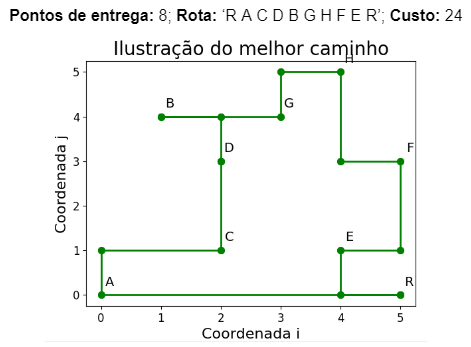 Pontos de entrega: 8; Rota: ‘R A C D B G H F E R’; Custo: 24
Ilustração do melhor caminho
H
5
B
G
4
D
F
3
Coordenada j
2
C
E
1
A
R
0
0 1 2 3 4 5
Coordenada i